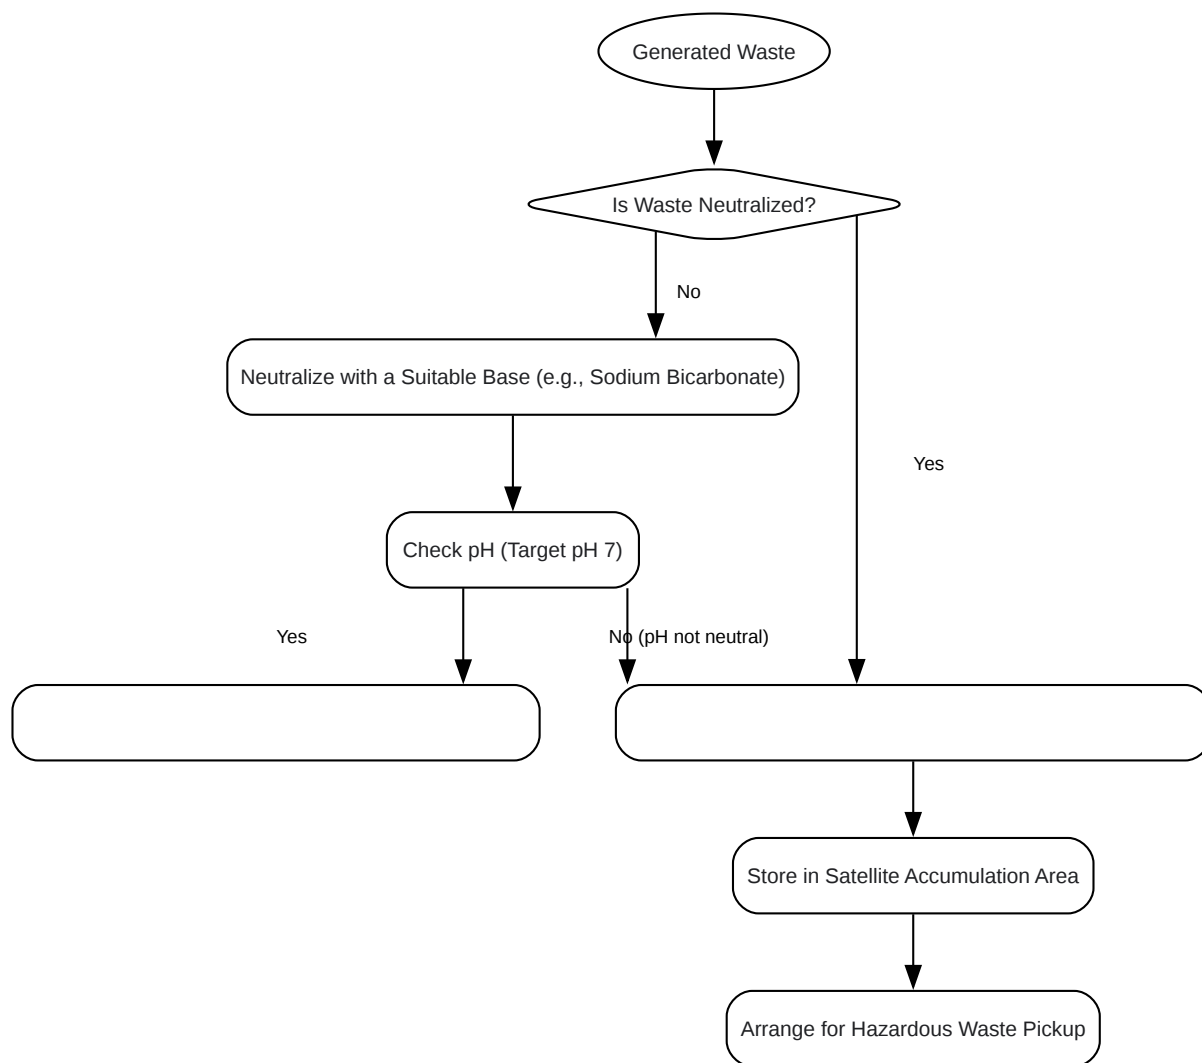 Generated Waste
Is Waste Neutralized?
No
Neutralize with a Suitable Base (e.g., Sodium Bicarbonate)
Yes
Check pH (Target pH 7)
Yes
No (pH not neutral)
Store in Satellite Accumulation Area
Arrange for Hazardous Waste Pickup